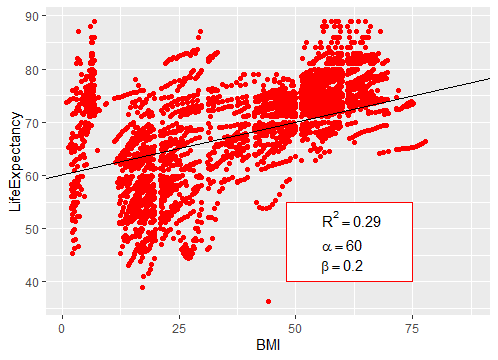 90
80
70
60
50
40
LifeExpectancy
R² = 0.29
α = 60
β = 0.2
0
25
50
75
BMI